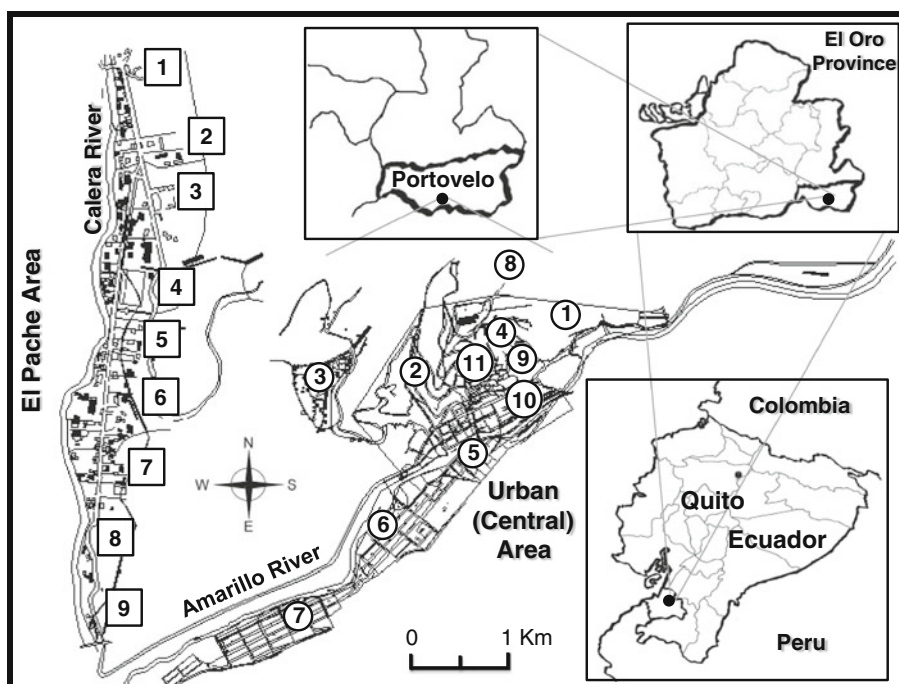 El Pache Area
Calera River
1
2
3
4
5
6
7
8
9
Portovelo
El Oro
Province
8
1
4
11
9
2
3
10
5
6
7
N
W
S
E
Urban
(Central)
Area
Amarillo River
0
1 Km
Colombia
Quito
Ecuador
Peru